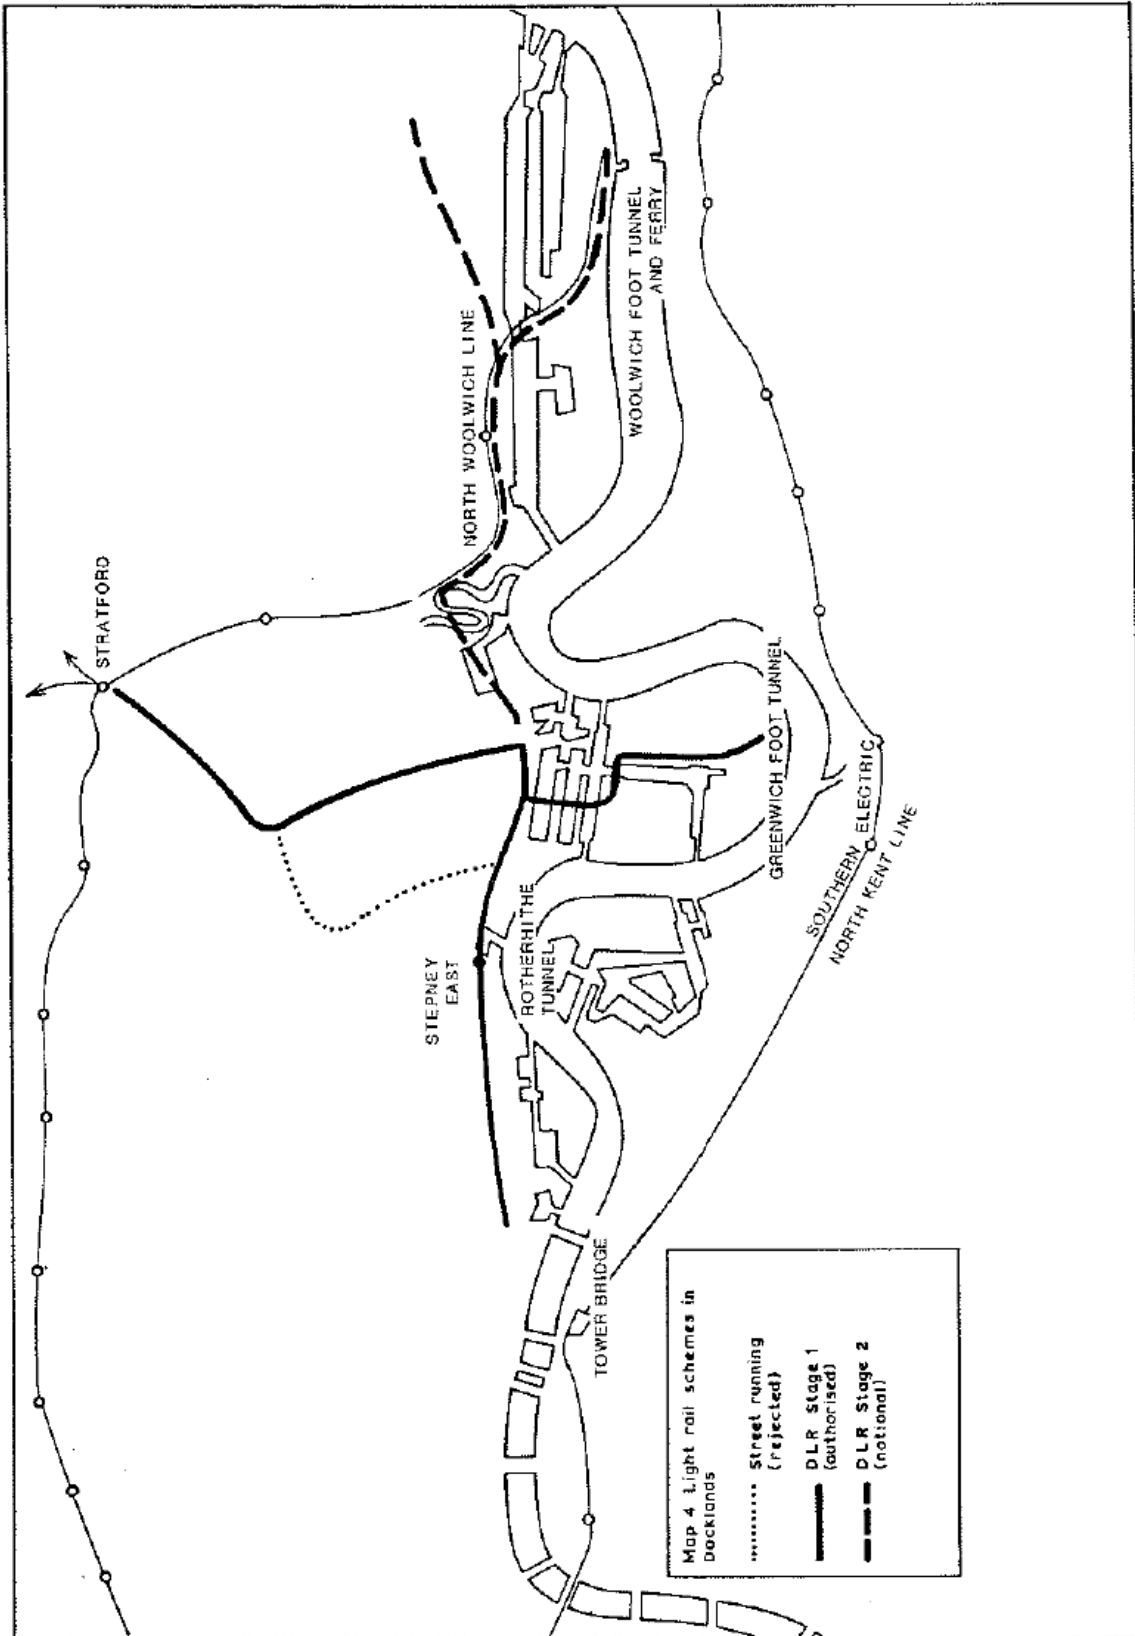 STRATFORD
NORTH WOOLWICH LINE
WOOLWICH FOOT TUNNEL
AND FERRY
STEPNEY
EAST
ROTHERHITHE
TUNNEL
GREENWICH FOOT TUNNEL
SOUTHERN ELECTRIC
NORTH KENT LINE
TOWER BRIDGE
Map 4 Light rail schemes in
Docklands
Street running
(rejected)
DLR Stage 1
(authorised)
DLR Stage 2
(notional)